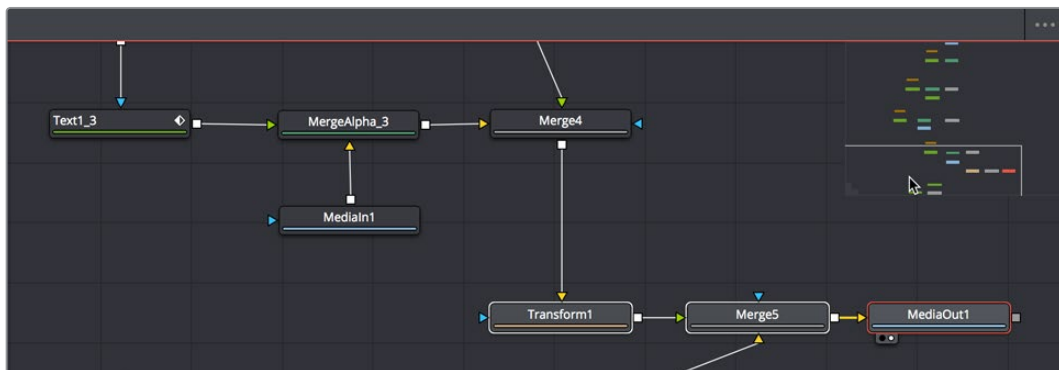 Text1_3
MergeAlpha_3
Merge4
MediaIn1
Transform1
Merge5
MediaOut1